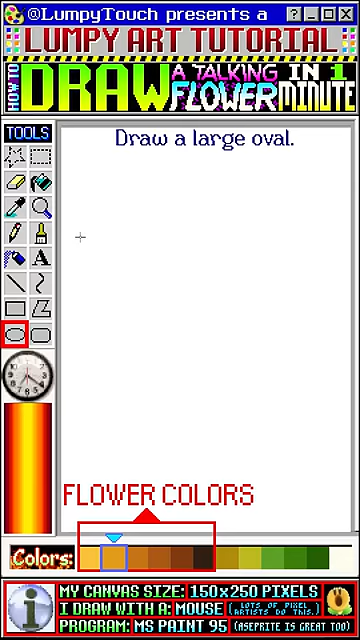 @LumpyTouch presents a
LUMPY ART TUTORIAL
HOW TO DRAW A TALKING FLOWER IN 1 MINUTE
TOOLS
Draw a large oval.
A
FLOWER COLORS
Colors:
MY CANVAS SIZE: 150x250 PIXELS
I DRAW WITH A: MOUSE (LOTS OF PIXEL ARTISTS DO THIS.)
PROGRAM: MS PAINT 95 (ASEPRITE IS GREAT TOO)